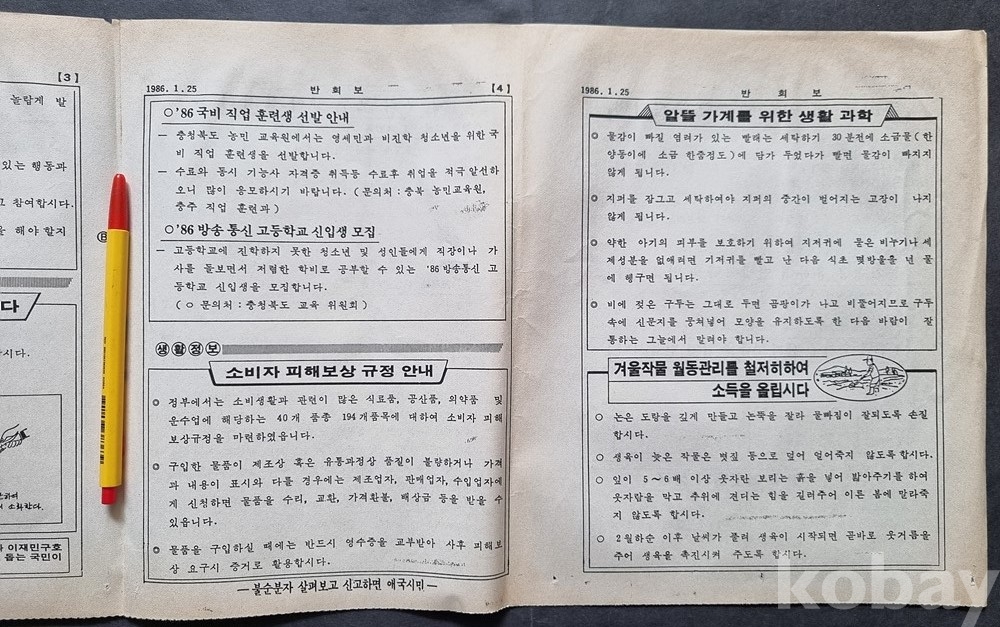 【3】
놀랍게 발
있는 행동과
참여합시다.
을 해야 할지
다
시다.
이재민구호
돕는 국민이
1986. 1. 25 반 회 보 【4】
○ '86 국비 직업 훈련생 선발 안내
— 충청북도 농민 교육원에서는 영세민과 비진학 청소년을 위한 국
비 직업 훈련생을 선발합니다.
— 수료와 동시 기능사 자격증 취득등 수료후 취업을 적극 알선하
오니 많이 응모하시기 바랍니다. (문의처 : 충북 농민교육원,
충주 직업 훈련과)
○ '86 방송 통신 고등학교 신입생 모집
— 고등학교에 진학하지 못한 청소년 및 성인들에게 직장이나 가
사를 돌보면서 저렴한 학비로 공부할 수 있는 '86 방송통신 고
등학교 신입생을 모집합니다.
(○ 문의처 : 충청북도 교육 위원회)
생활정보
소비자 피해보상 규정 안내
◎ 정부에서는 소비생활과 관련이 많은 식료품, 공산품, 의약품 및
운수업에 해당하는 40개 품종 194개품목에 대하여 소비자 피해
보상규정을 마련하였읍니다.
◎ 구입한 물품이 제조상 혹은 유통과정상 품질이 불량하거나 가격
과 내용이 표시와 다를 경우에는 제조업자, 판매업자, 수입업자에
게 신청하면 물품을 수리, 교환, 가격환불, 배상금 등을 받을 수
있읍니다.
◎ 물품을 구입하실 때에는 반드시 영수증을 교부받아 사후 피해보
상 요구시 증거로 활용합시다.
— 불순분자 살펴보고 신고하면 애국시민 —
1986. 1. 25 반 회 보
알뜰 가계를 위한 생활 과학
◎ 물감이 빠질 염려가 있는 빨래는 세탁하기 30분전에 소금물(한
양동이에 소금 한줌정도)에 담가 두었다가 빨면 물감이 빠지지
않게 됩니다.
◎ 지퍼를 잠그고 세탁하여야 지퍼의 중간이 벌어지는 고장이 나지
않게 됩니다.
◎ 약한 아기의 피부를 보호하기 위하여 기저귀에 묻은 비누기나 세
제성분을 없애려면 기저귀를 빨고 난 다음 식초 몇방울을 넌 물
에 헹구면 됩니다.
◎ 비에 젖은 구두는 그대로 두면 곰팡이가 나고 비뚤어지므로 구두
속에 신문지를 뭉쳐넣어 모양을 유지하도록 한 다음 바람이 잘
통하는 그늘에서 말려야 합니다.
겨울작물 월동관리를 철저히하여
소득을 올립시다
○ 논은 도랑을 깊게 만들고 논뚝을 잘라 물빠짐이 잘되도록 손질
합시다.
○ 생육이 늦은 작물은 볏짚 등으로 덮어 얼어죽지 않도록합시다.
○ 잎이 5~6배 이상 웃자란 보리는 흙을 넣어 밟아주기를 하여
웃자람을 막고 추위에 견디는 힘을 길러주어 이른 봄에 말라죽
지 않도록 합시다.
○ 2월하순 이후 날씨가 풀려 생육이 시작되면 곧바로 웃거름을
주어 생육을 촉진시켜 주도록 합시다.
kobay